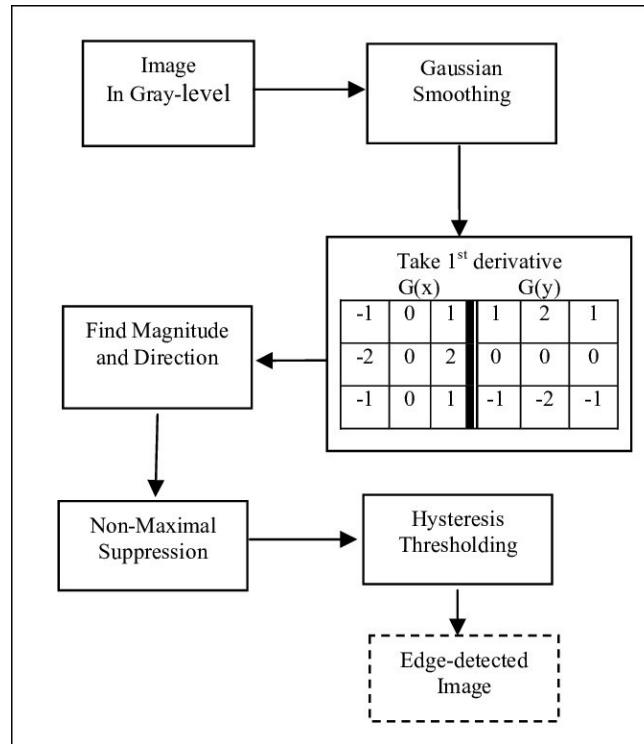 Image
In Gray-level
Gaussian
Smoothing
Take 1st derivative
G(x) G(y)
-1 0 1 1 2 1
-2 0 2 0 0 0
-1 0 1 -1 -2 -1
Find Magnitude
and Direction
Non-Maximal
Suppression
Hysteresis
Thresholding
Edge-detected
Image